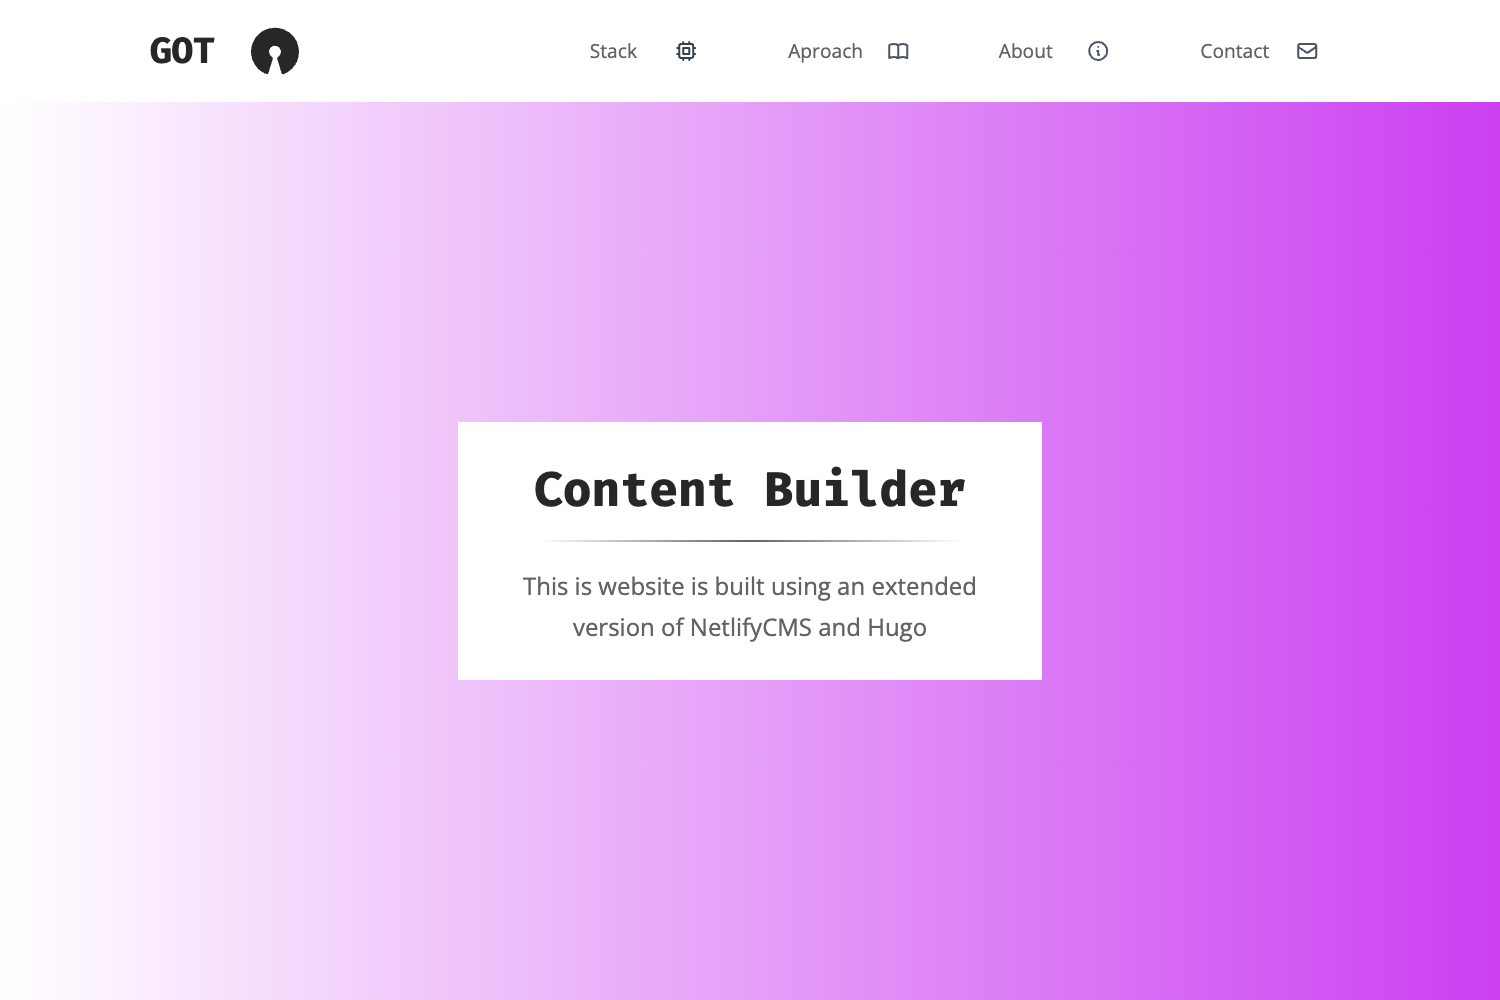 GOT
Stack
Aproach
About
Contact
Content Builder
This is website is built using an extended
version of NetlifyCMS and Hugo